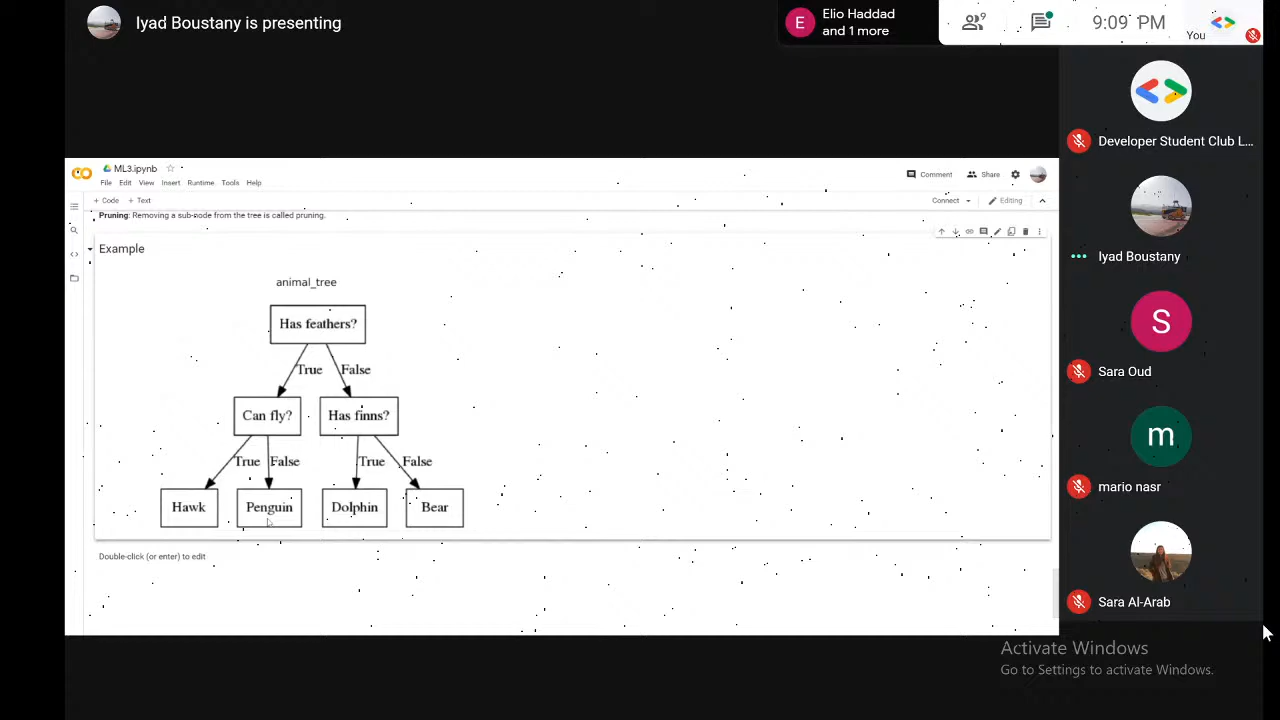 Iyad Boustany is presenting
E
Elio Haddad
and 1 more
9
9:09 PM
You
Developer Student Club L...
Iyad Boustany
S
Sara Oud
m
mario nasr
Sara Al-Arab
ML3.ipynb
File Edit View Insert Runtime Tools Help
Comment Share
+ Code + Text
Connect Editing
Pruning: Removing a sub-node from the tree is called pruning.
Example
animal_tree
Has feathers?
True False
Can fly? Has finns?
True False True False
Hawk Penguin Dolphin Bear
Double-click (or enter) to edit
Activate Windows
Go to Settings to activate Windows.